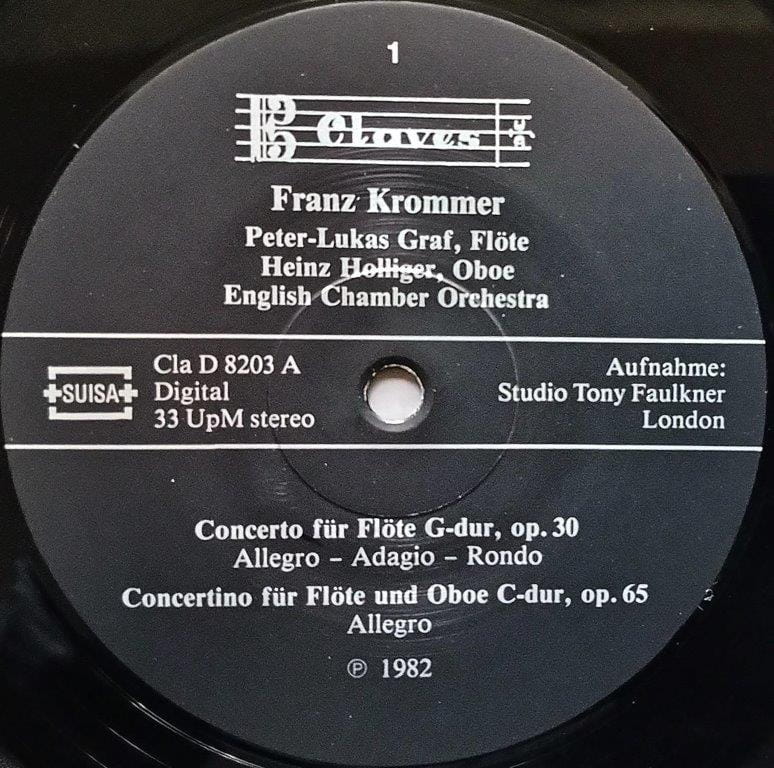 1
Claves
Franz Krommer
Peter-Lukas Graf, Flöte
Heinz Holliger, Oboe
English Chamber Orchestra
SUISA
Cla D 8203 A
Digital
33 UpM stereo
Aufnahme:
Studio Tony Faulkner
London
Concerto für Flöte G-dur, op. 30
Allegro – Adagio – Rondo
Concertino für Flöte und Oboe C-dur, op. 65
Allegro
℗ 1982